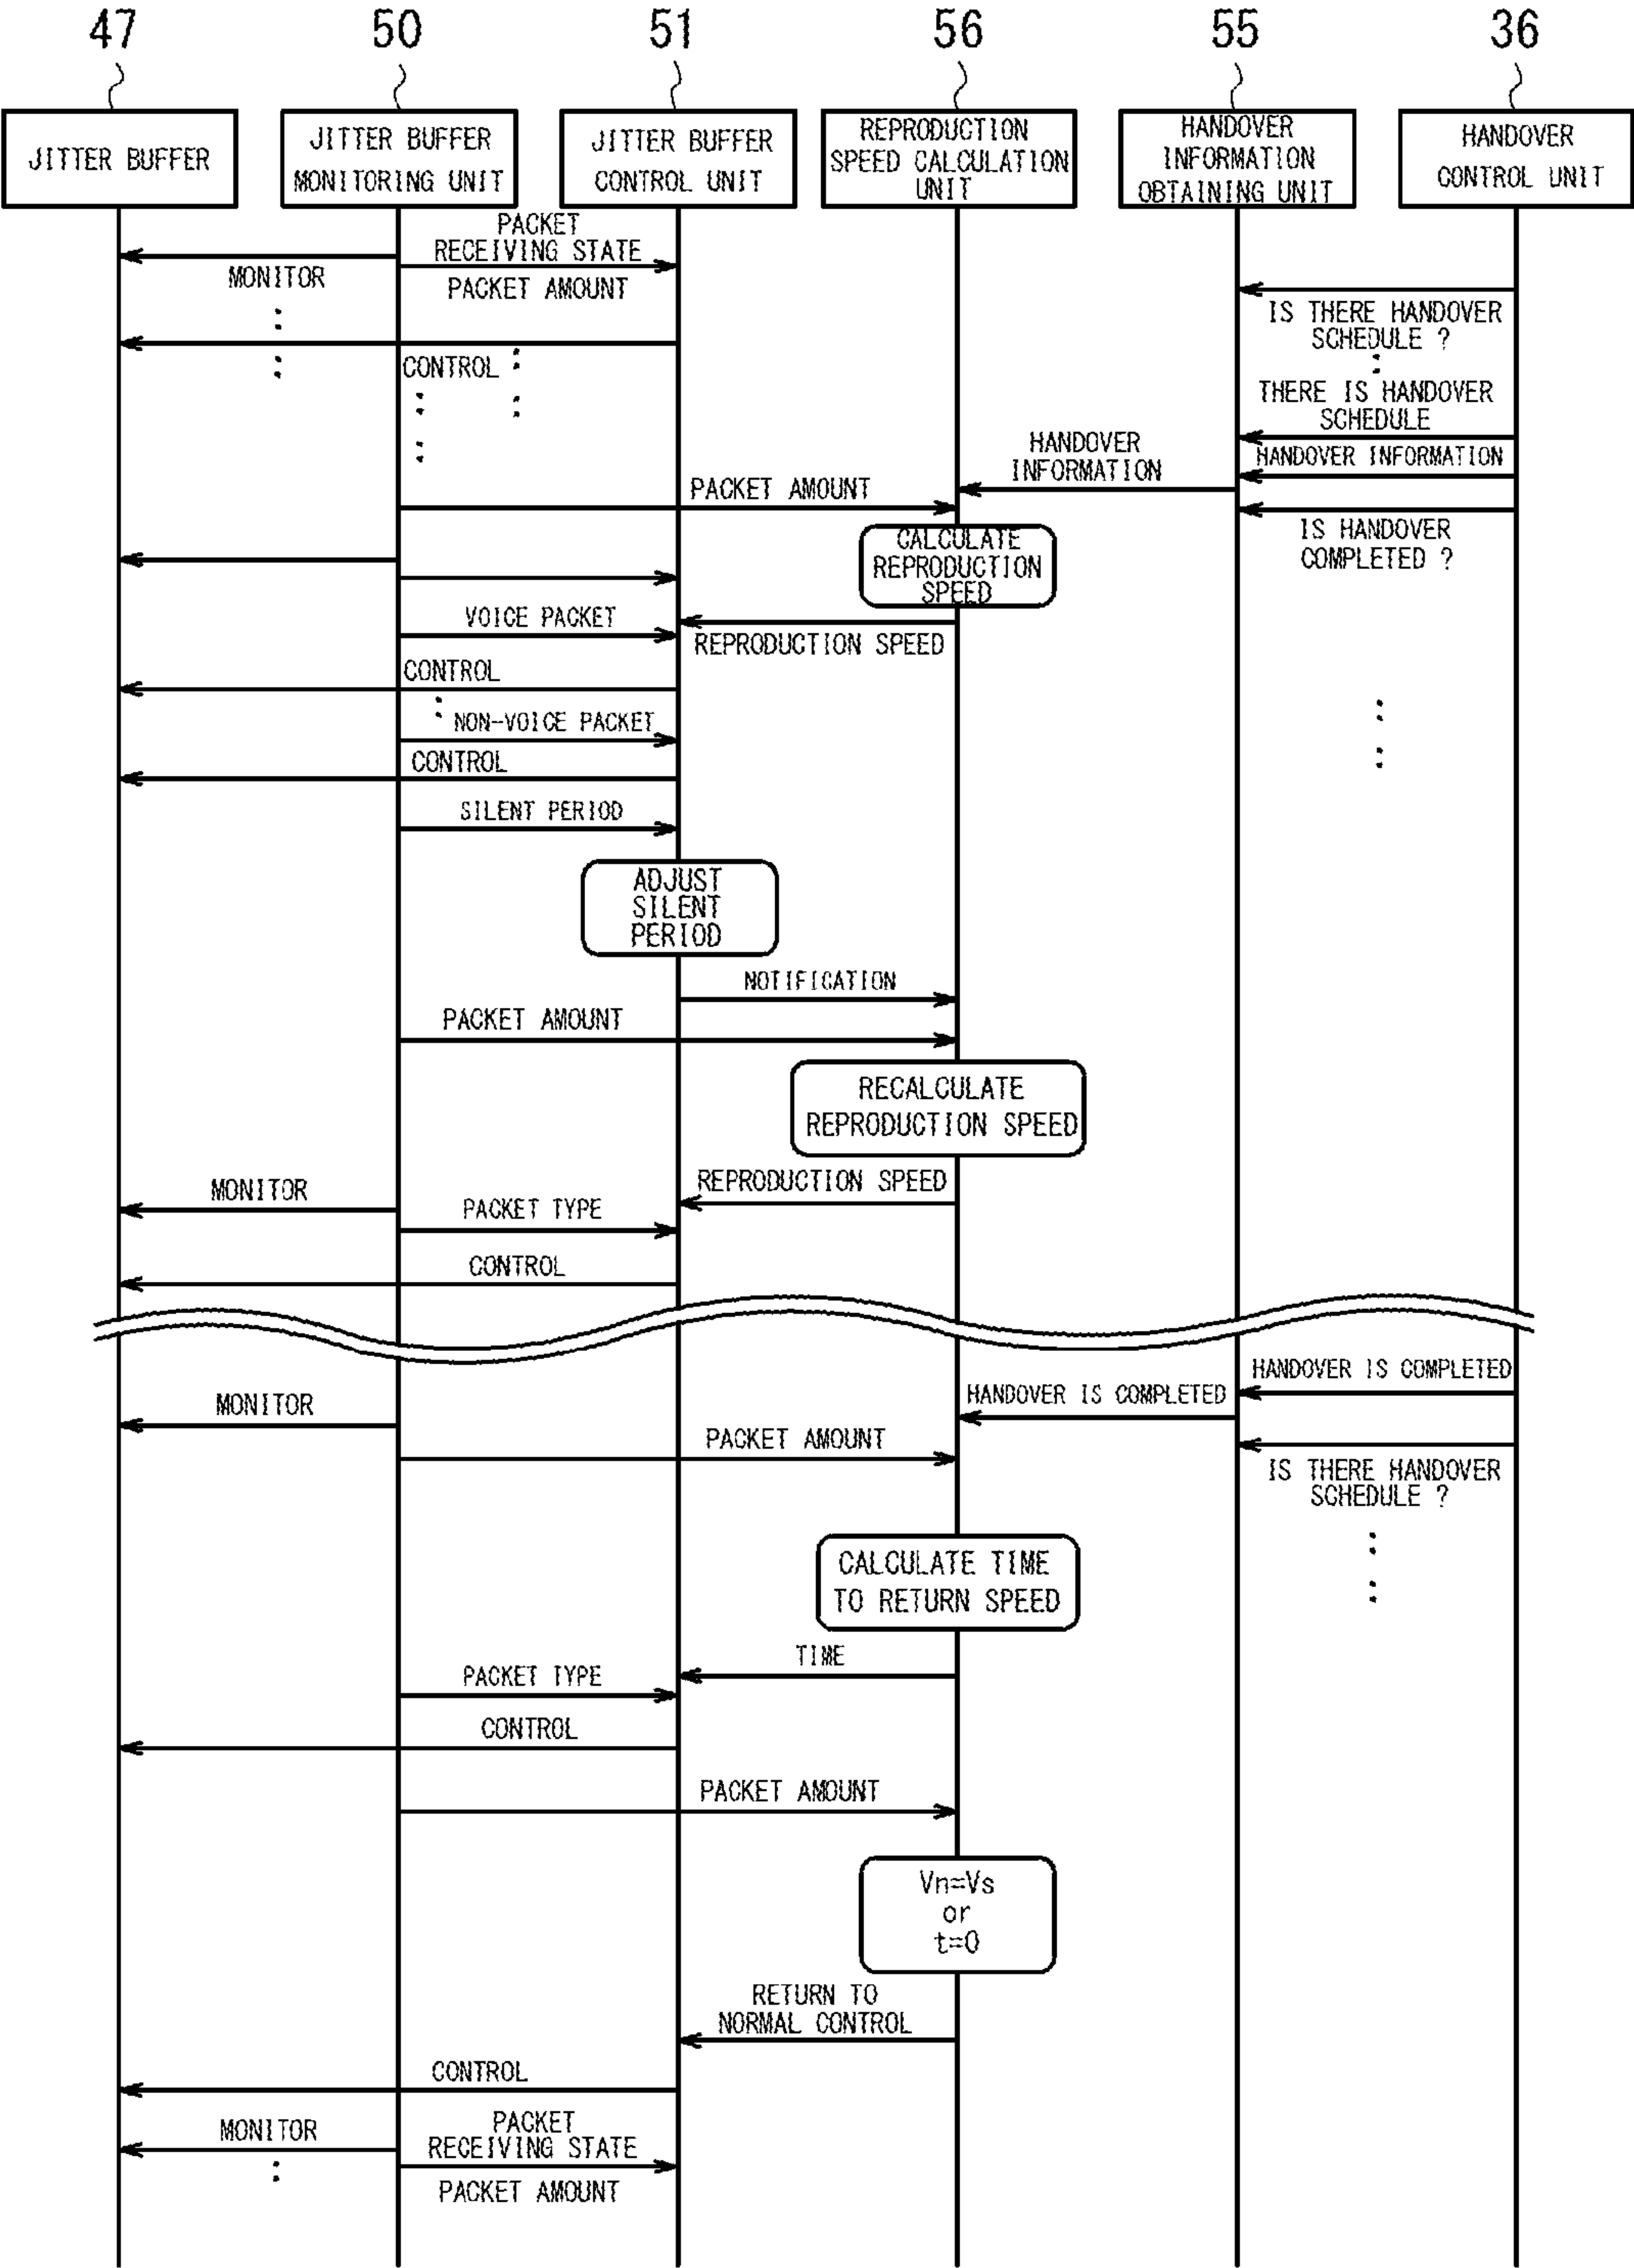 47 50 51 56 55 36
JITTER BUFFER
JITTER BUFFER
MONITORING UNIT
JITTER BUFFER
CONTROL UNIT
REPRODUCTION
SPEED CALCULATION
UNIT
HANDOVER
INFORMATION
OBTAINING UNIT
HANDOVER
CONTROL UNIT
PACKET
RECEIVING STATE
MONITOR
PACKET AMOUNT
IS THERE HANDOVER
SCHEDULE ?
CONTROL
THERE IS HANDOVER
SCHEDULE
HANDOVER
INFORMATION
HANDOVER INFORMATION
PACKET AMOUNT
IS HANDOVER
COMPLETED ?
CALCULATE
REPRODUCTION
SPEED
VOICE PACKET
REPRODUCTION SPEED
CONTROL
NON-VOICE PACKET
CONTROL
SILENT PERIOD
ADJUST
SILENT
PERIOD
NOTIFICATION
PACKET AMOUNT
RECALCULATE
REPRODUCTION SPEED
REPRODUCTION SPEED
MONITOR
PACKET TYPE
CONTROL
HANDOVER IS COMPLETED
HANDOVER IS COMPLETED
MONITOR
PACKET AMOUNT
IS THERE HANDOVER
SCHEDULE ?
CALCULATE TIME
TO RETURN SPEED
TIME
PACKET TYPE
CONTROL
PACKET AMOUNT
Vn=Vs
or
t=0
RETURN TO
NORMAL CONTROL
CONTROL
MONITOR
PACKET
RECEIVING STATE
PACKET AMOUNT